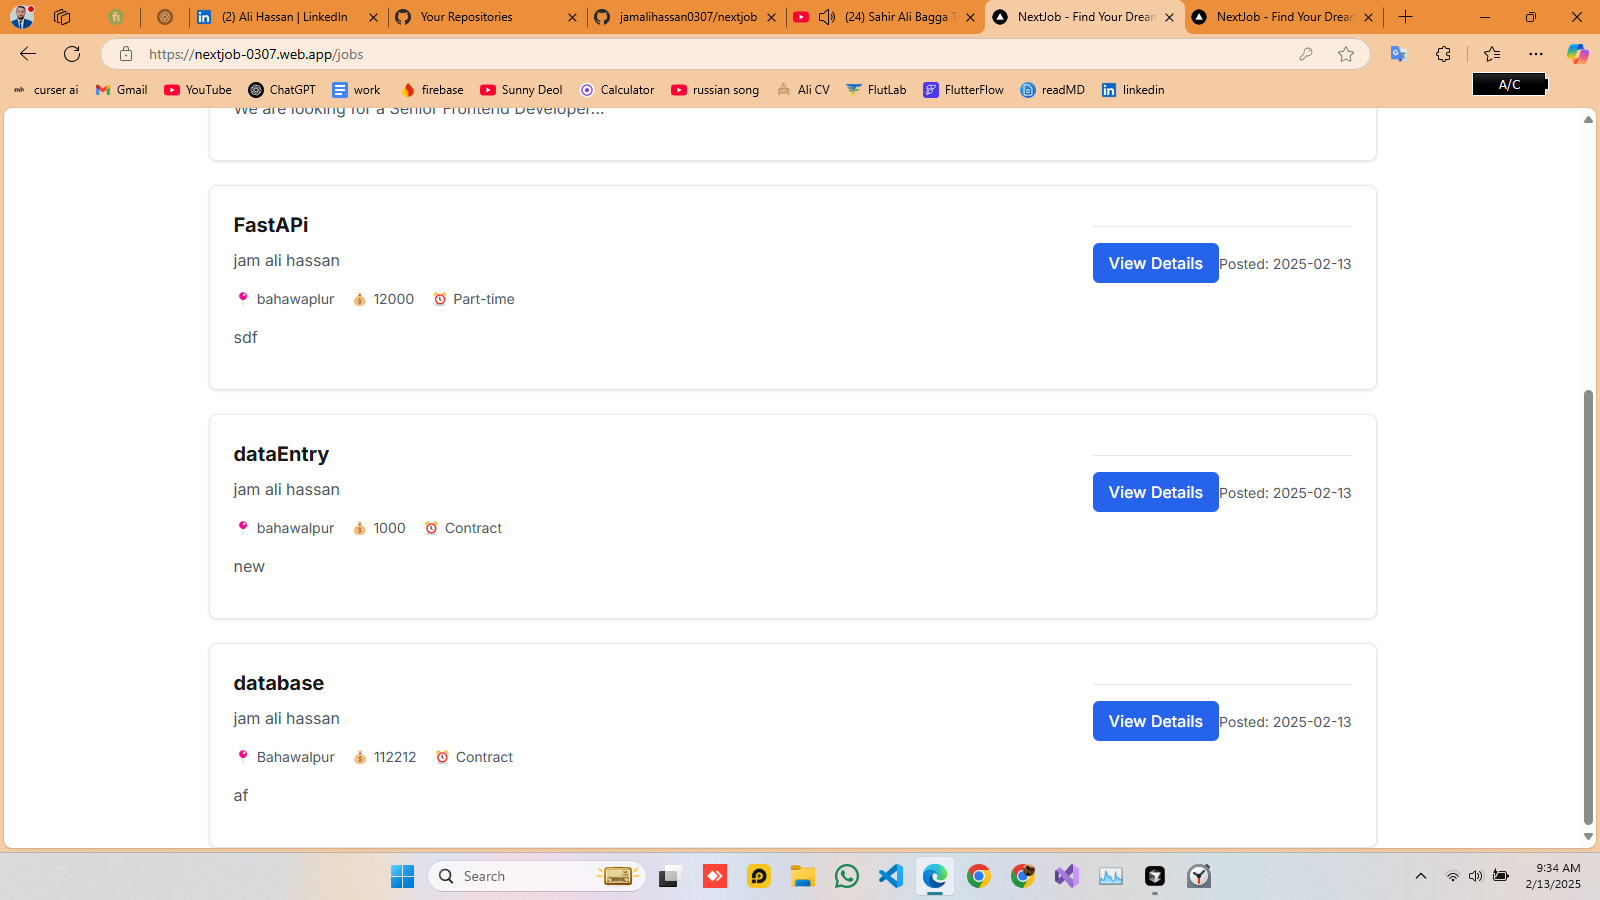 (2) Ali Hassan | LinkedIn
Your Repositories
jamalihassan0307/nextjob
(24) Sahir Ali Bagga
NextJob - Find Your Drean
NextJob - Find Your Drean
https://nextjob-0307.web.app/jobs
curser ai
Gmail
YouTube
ChatGPT
work
firebase
Sunny Deol
Calculator
russian song
Ali CV
FlutLab
FlutterFlow
readMD
linkedin
A/C
We are looking for a Senior Frontend Developer...
FastAPi
jam ali hassan
bahawaplur 12000 Part-time
sdf
View Details Posted: 2025-02-13
dataEntry
jam ali hassan
bahawalpur 1000 Contract
new
View Details Posted: 2025-02-13
database
jam ali hassan
Bahawalpur 112212 Contract
af
View Details Posted: 2025-02-13
Search
9:34 AM
2/13/2025